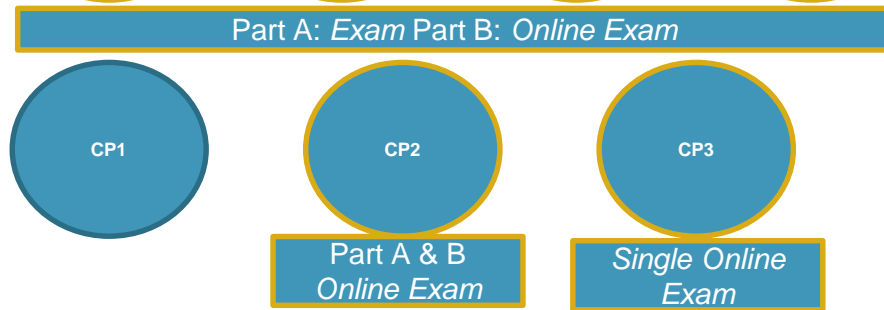 Part A: Exam Part B: Online Exam
CP1
CP2
CP3
Part A & B
Online Exam
Single Online
Exam